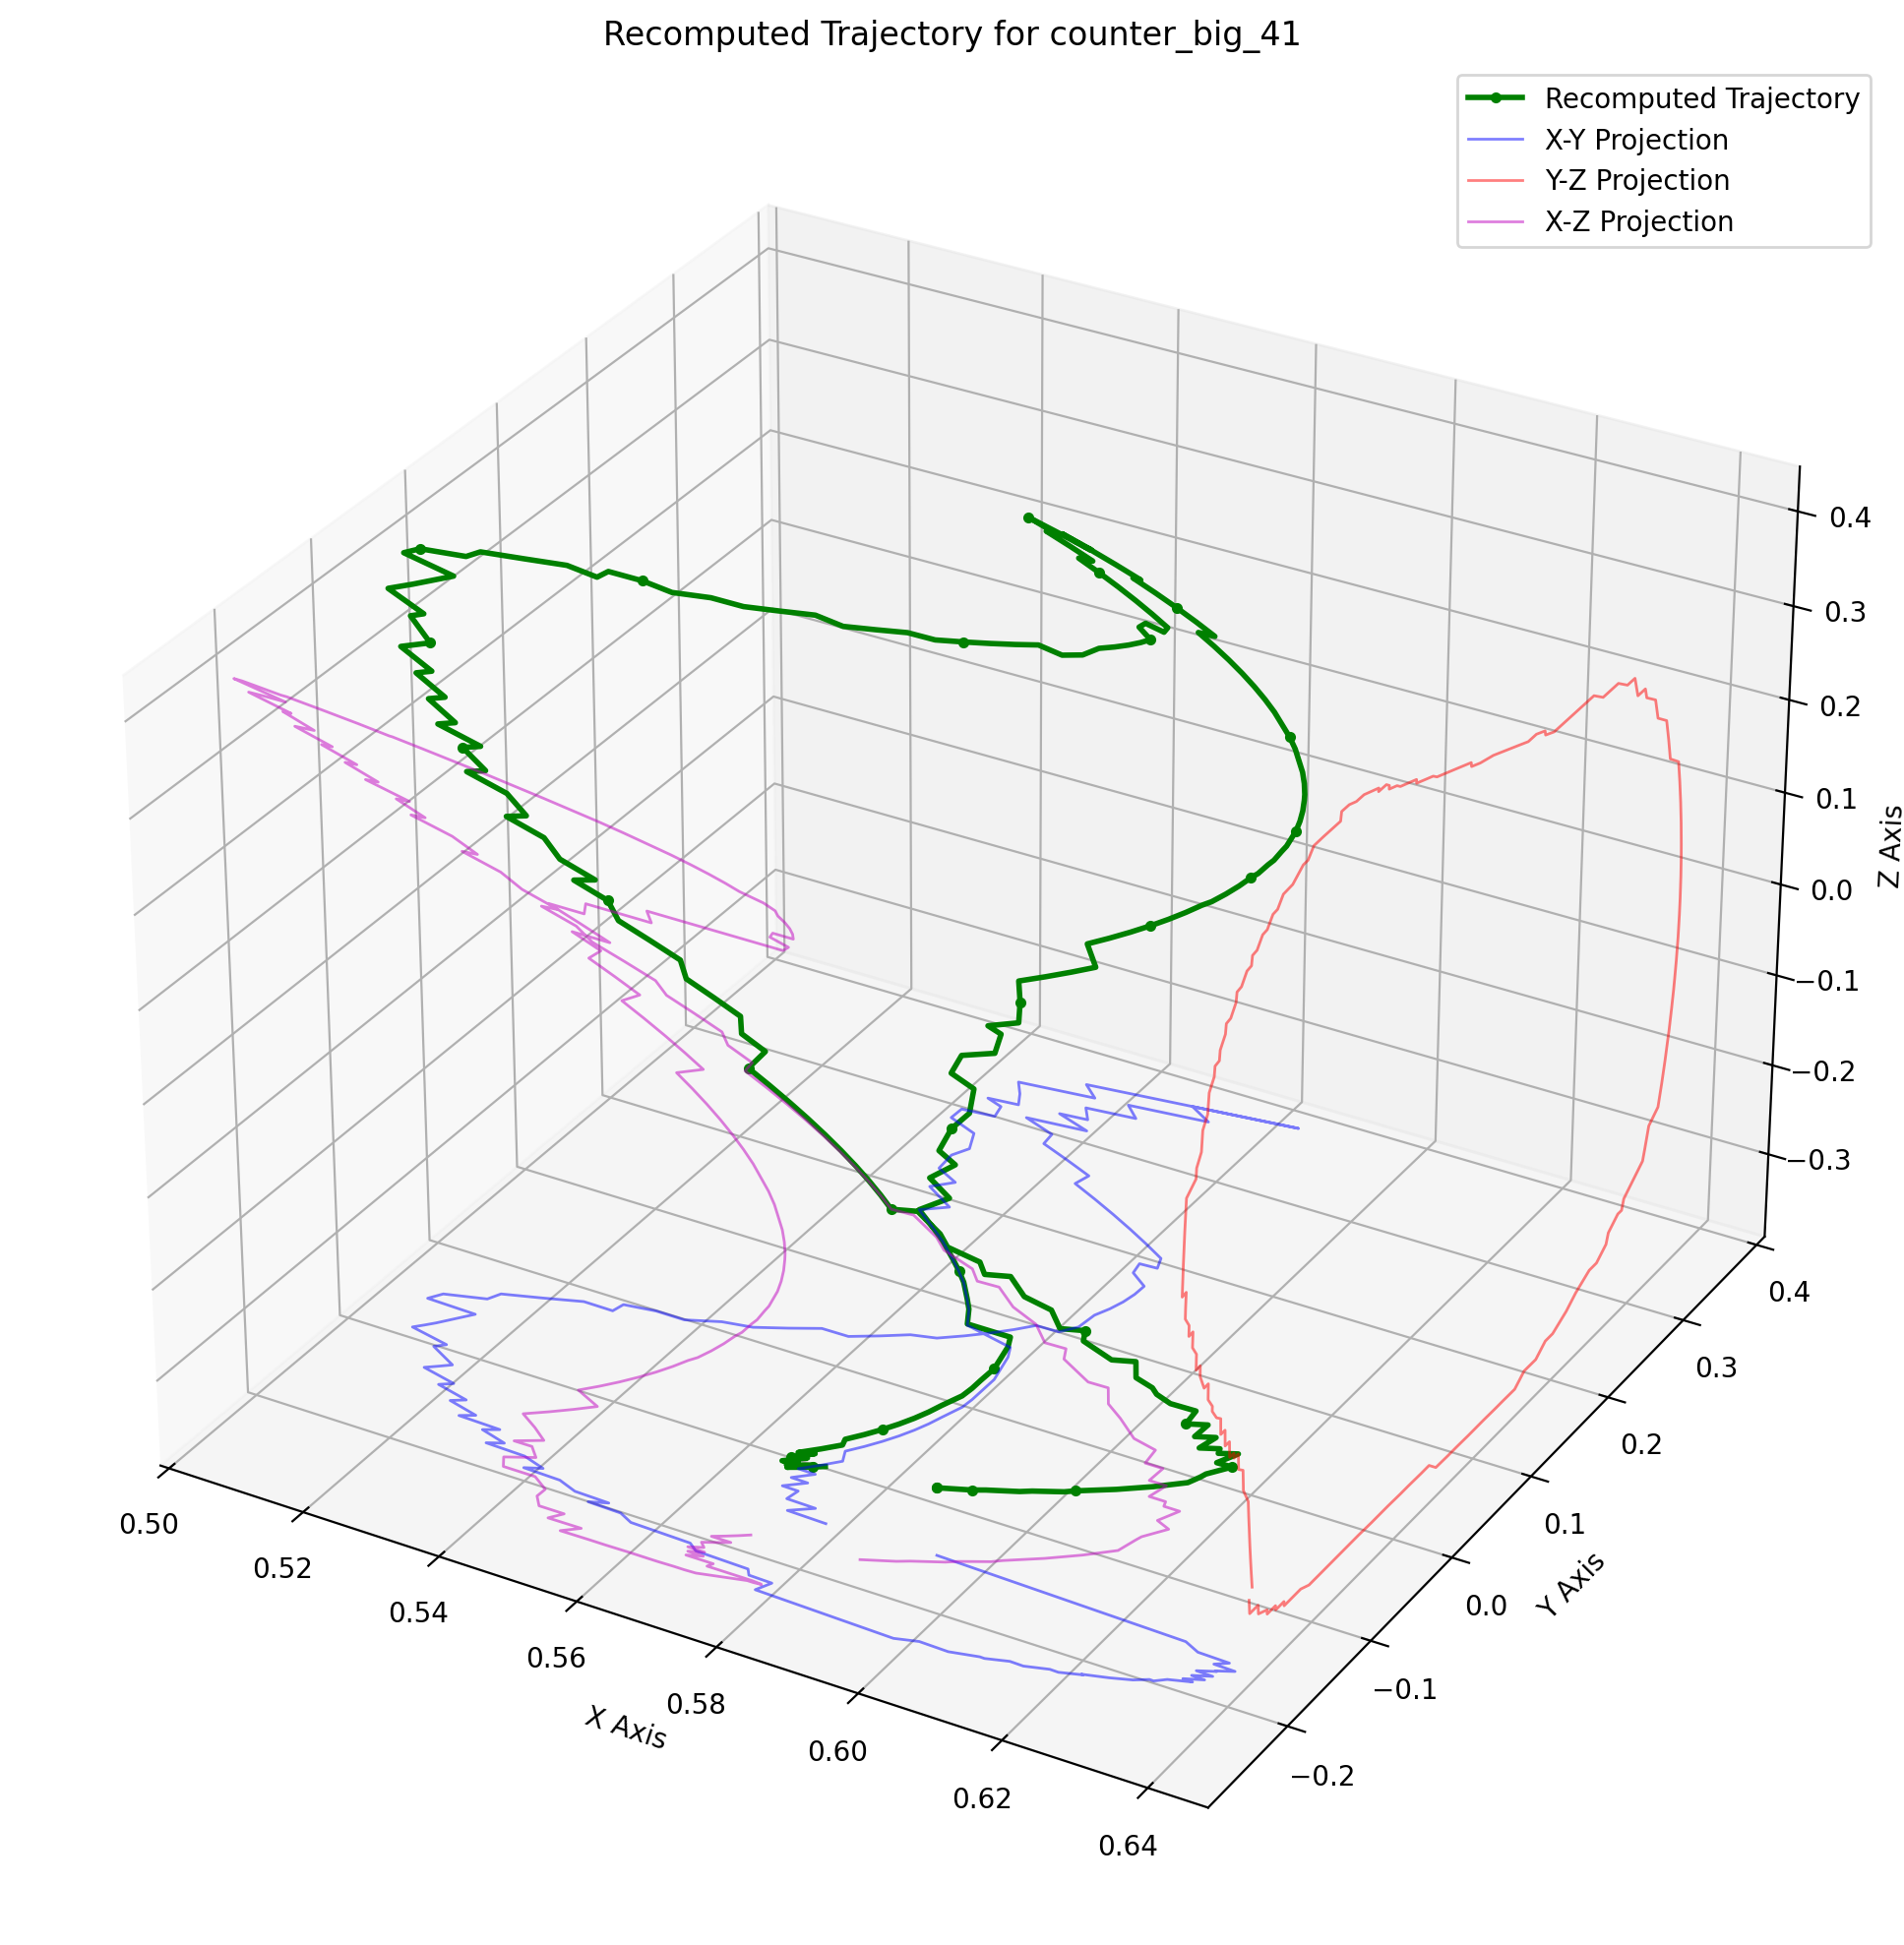 Recomputed Trajectory for counter_big_41
Recomputed Trajectory
X-Y Projection
Y-Z Projection
X-Z Projection
0.4
0.3
0.2
0.1
0.0
−0.1
−0.2
−0.3
Z Axis
0.4
0.3
0.2
0.1
0.0
−0.1
−0.2
Y Axis
0.50
0.52
0.54
0.56
0.58
0.60
0.62
0.64
X Axis